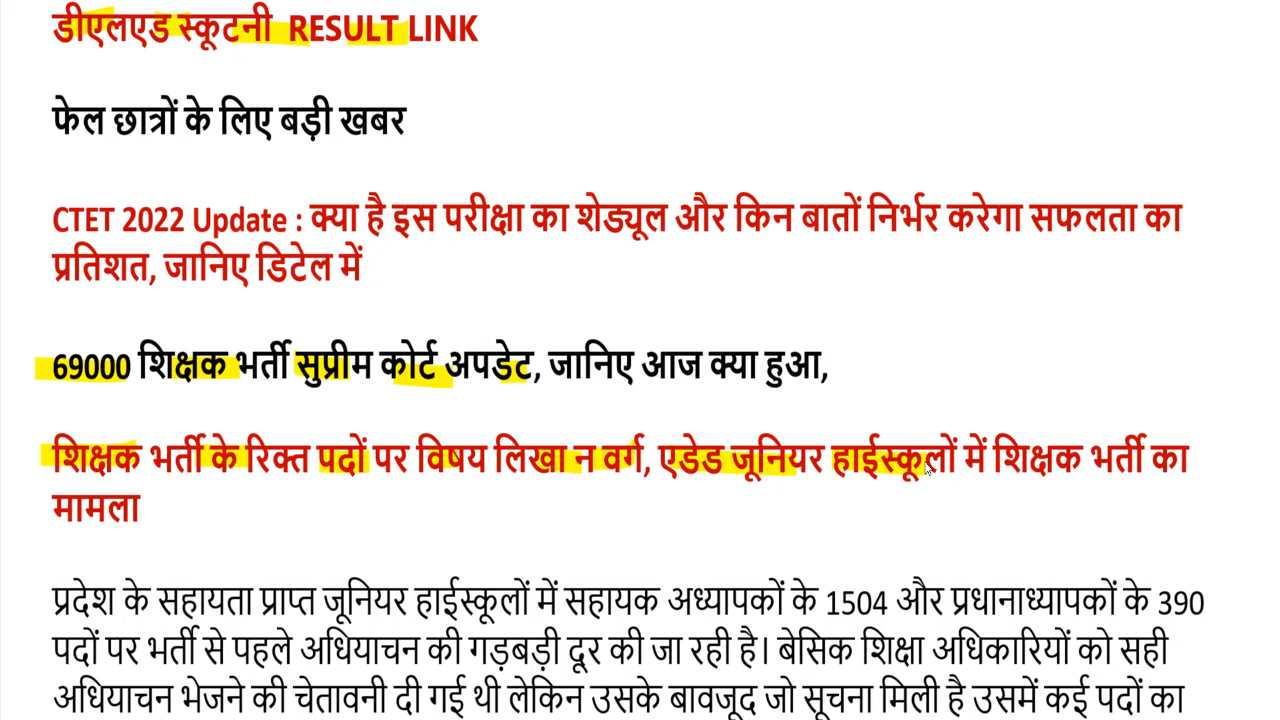 डीएलएड स्कूटनी RESULT LINK
फेल छात्रों के लिए बड़ी खबर
CTET 2022 Update : क्या है इस परीक्षा का शेड्यूल और किन बातों निर्भर करेगा सफलता का
प्रतिशत, जानिए डिटेल में
69000 शिक्षक भर्ती सुप्रीम कोर्ट अपडेट, जानिए आज क्या हुआ,
शिक्षक भर्ती के रिक्त पदों पर विषय लिखा न वर्ग, एडेड जूनियर हाईस्कूलों में शिक्षक भर्ती का
मामला
प्रदेश के सहायता प्राप्त जूनियर हाईस्कूलों में सहायक अध्यापकों के 1504 और प्रधानाध्यापकों के 390
पदों पर भर्ती से पहले अधियाचन की गड़बड़ी दूर की जा रही है। बेसिक शिक्षा अधिकारियों को सही
अधियाचन भेजने की चेतावनी दी गई थी लेकिन उसके बावजूद जो सूचना मिली है उसमें कई पदों का